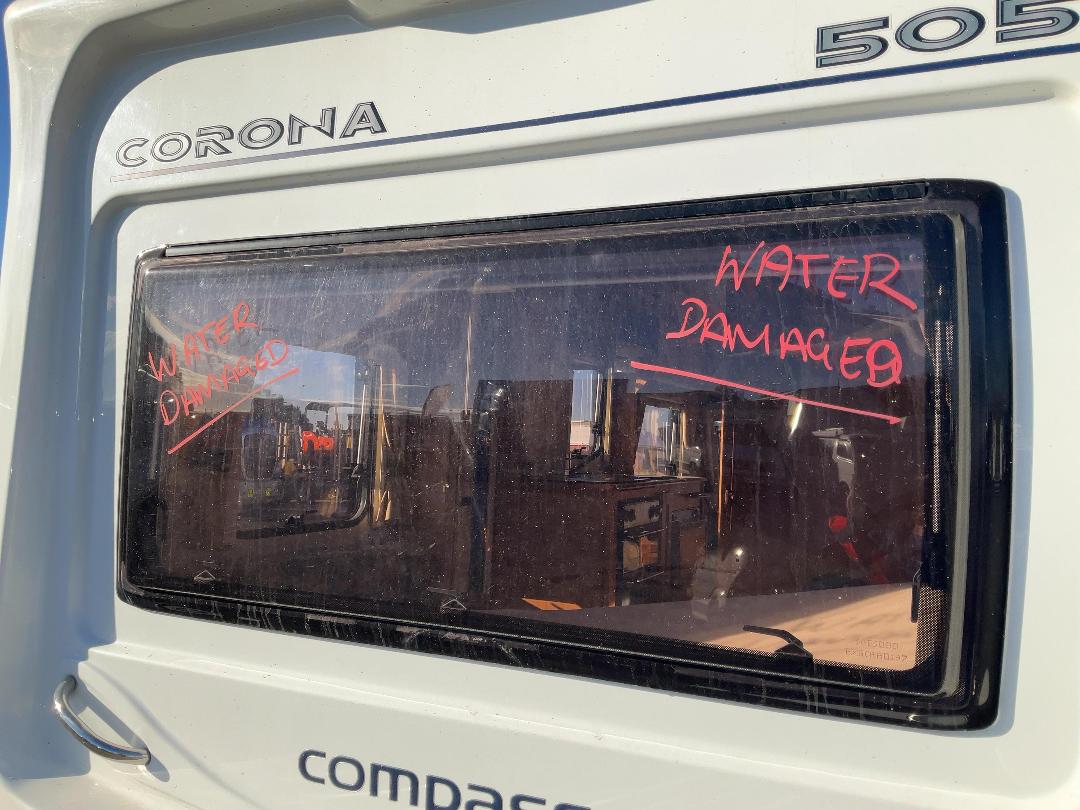 505
CORONA
WATER
DAMAGED
WATER
DAMAGED
compass